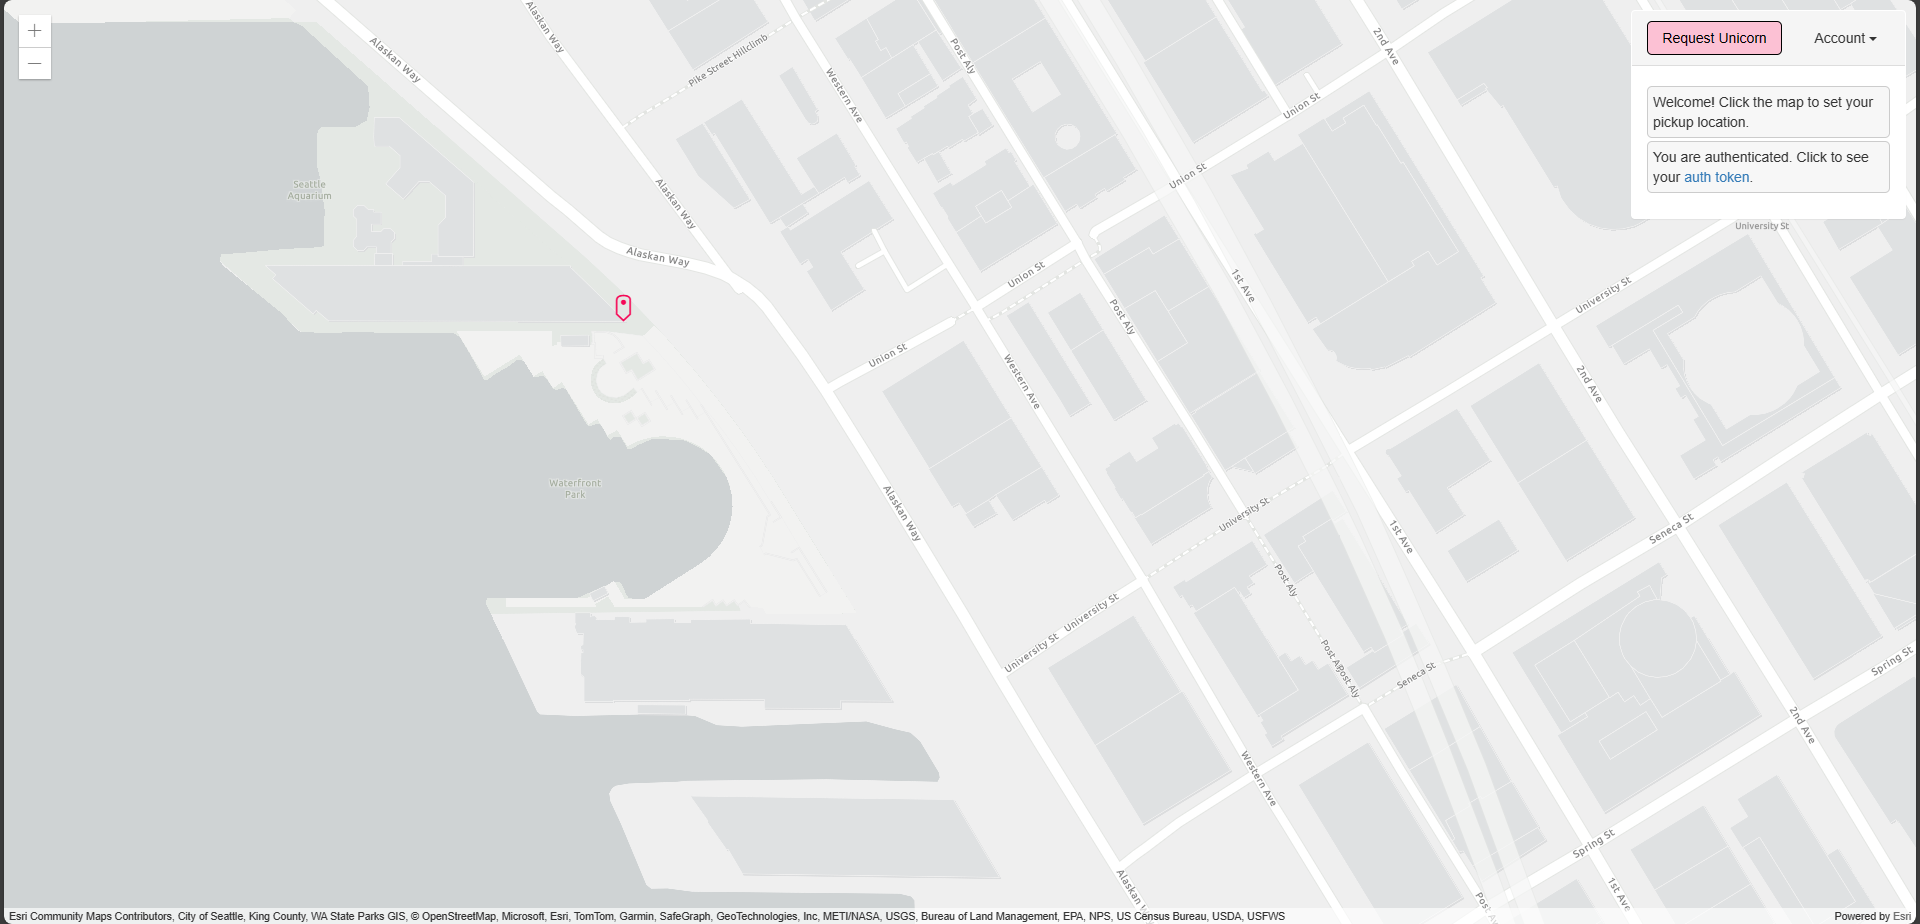 Alaskan Way
Alaskan Way
Pike Street Hillclimb
Western Ave
Post Aly
2nd Ave
Request Unicorn
Account
Welcome! Click the map to set your
pickup location.
You are authenticated. Click to see
your auth token.
Union St
Union St
Seattle
Aquarium
Alaskan Way
Alaskan Way
University St
Union St
1st Ave
University St
Post Aly
Union St
Western Ave
2nd Ave
Waterfront
Park
Alaskan Way
University St
1st Ave
Seneca St
Post Aly
University St
University St
Post Aly
Post Aly
Seneca St
Spring St
2nd Ave
Western Ave
Spring St
Alaskan
1st Ave
Post
Esri Community Maps Contributors, City of Seattle, King County, WA State Parks GIS, © OpenStreetMap, Microsoft, Esri, TomTom, Garmin, SafeGraph, GeoTechnologies, Inc, METI/NASA, USGS, Bureau of Land Management, EPA, NPS, US Census Bureau, USDA, USFWS
Powered by Esri